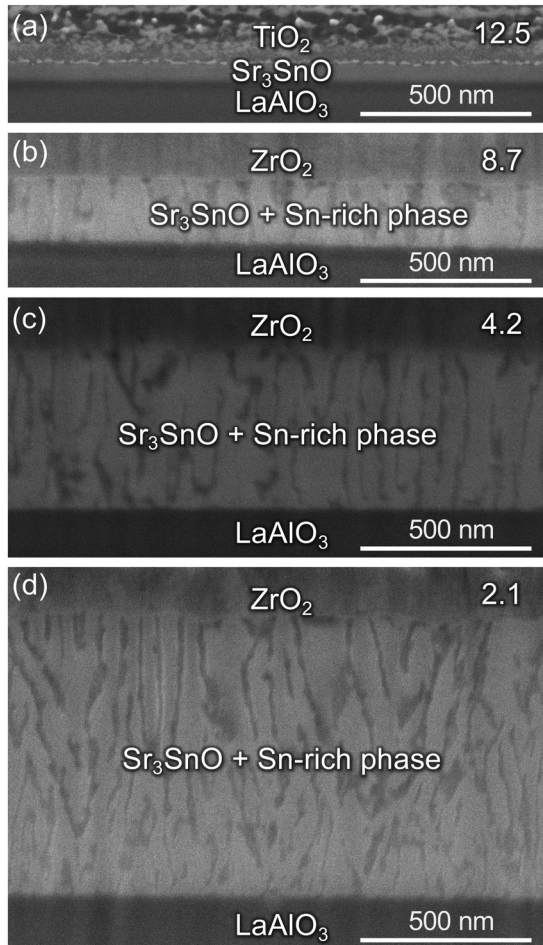 (a)
TiO₂
12.5
Sr₃SnO
LaAlO₃
500 nm
(b)
ZrO₂
8.7
Sr₃SnO + Sn-rich phase
LaAlO₃
500 nm
(c)
ZrO₂
4.2
Sr₃SnO + Sn-rich phase
LaAlO₃
500 nm
(d)
ZrO₂
2.1
Sr₃SnO + Sn-rich phase
LaAlO₃
500 nm